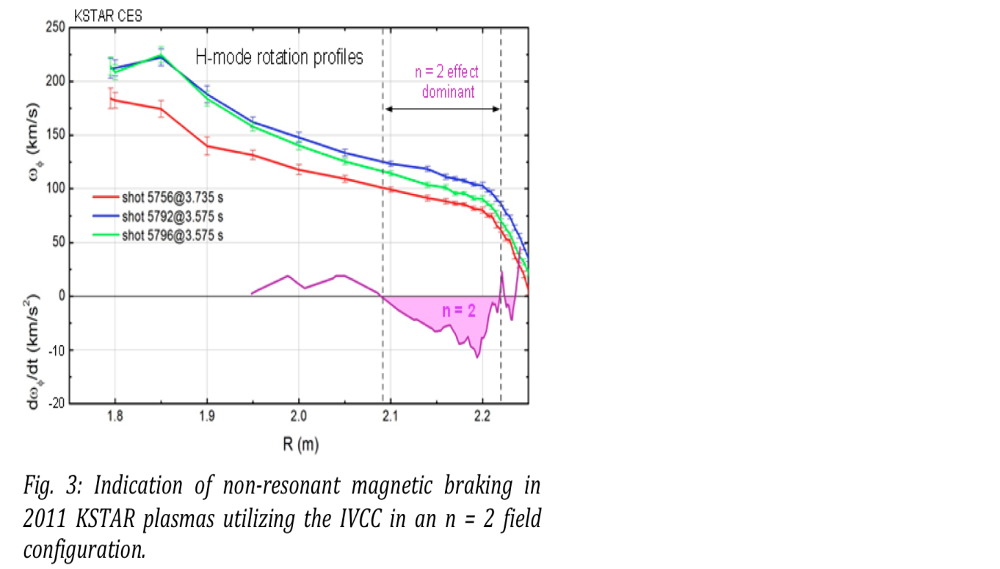 KSTAR CES
250
200
150
100
50
0
-10
-20
ωϕ (km/s)
dωϕ/dt (km/s²)
H-mode rotation profiles
n = 2 effect
dominant
shot 5756@3.735 s
shot 5792@3.575 s
shot 5796@3.575 s
n = 2
1.8 1.9 2.0 2.1 2.2
R (m)
Fig. 3: Indication of non-resonant magnetic braking in
2011 KSTAR plasmas utilizing the IVCC in an n = 2 field
configuration.